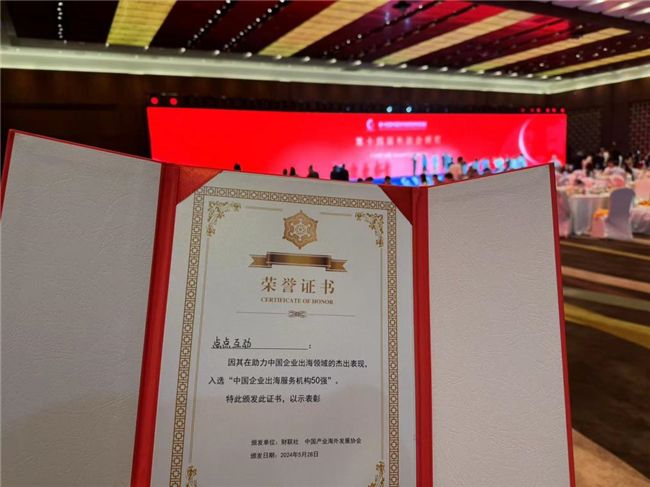 荣誉证书
CERTIFICATE OF HONOR
点点互动:
因其在助力中国企业出海领域的杰出表现,
入选“中国企业出海服务机构50强”。
特此颁发此证书,以示表彰
颁发单位:财联社 中国产业海外发展协会
颁发日期:2024年5月28日